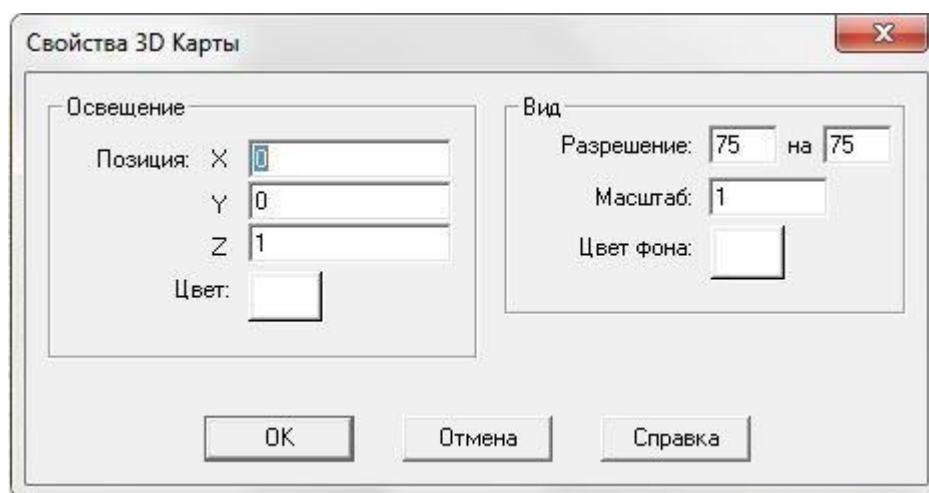 Свойства 3D Карты
Освещение
Позиция: X 0
Y 0
Z 1
Цвет:
Вид
Разрешение: 75 на 75
Масштаб: 1
Цвет фона:
OK Отмена Справка